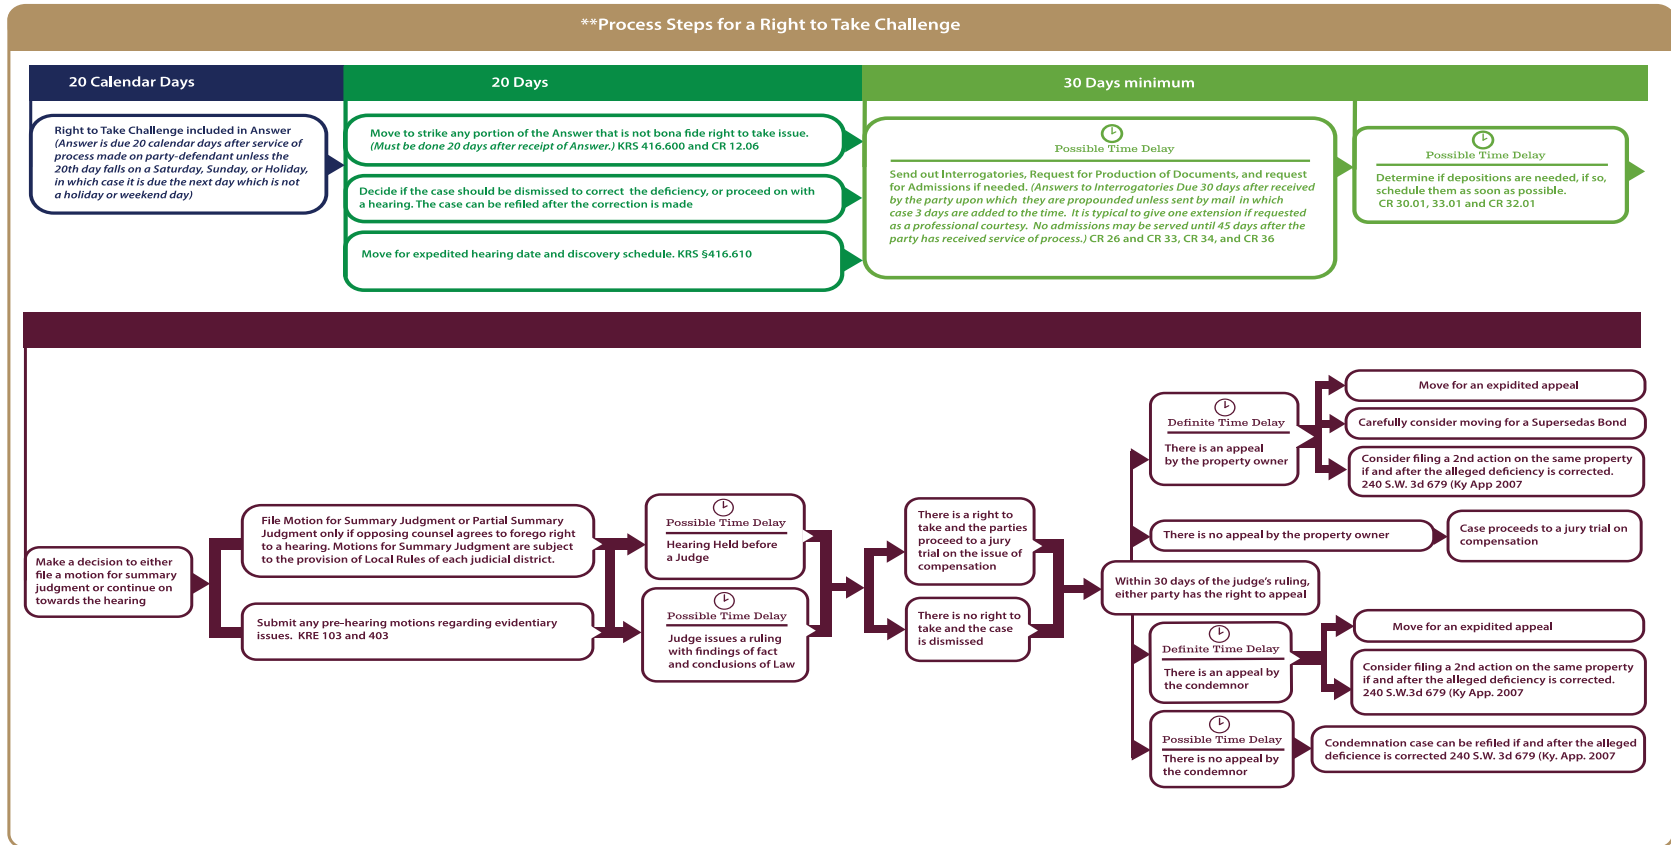 **Process Steps for a Right to Take Challenge
20 Calendar Days
20 Days
30 Days minimum
Right to Take Challenge included in Answer
(Answer is due 20 calendar days after service of
process made on party-defendant unless the
20th day falls on a Saturday, Sunday, or Holiday,
in which case it is due the next day which is not
a holiday or weekend day)
Move to strike any portion of the Answer that is not bona fide right to take issue.
(Must be done 20 days after receipt of Answer.) KRS 416.600 and CR 12.06
Decide if the case should be dismissed to correct the deficiency, or proceed on with
a hearing. The case can be refiled after the correction is made
Move for expedited hearing date and discovery schedule. KRS §416.610
Possible Time Delay
Send out Interrogatories, Request for Production of Documents, and request
for Admissions if needed. (Answers to Interrogatories Due 30 days after received
by the party upon which they are propounded unless sent by mail in which
case 3 days are added to the time. It is typical to give one extension if requested
as a professional courtesy. No admissions may be served until 45 days after the
party has received service of process.) CR 26 and CR 33, CR 34, and CR 36
Possible Time Delay
Determine if depositions are needed, if so,
schedule them as soon as possible.
CR 30.01, 33.01 and CR 32.01
Make a decision to either
file a motion for summary
judgment or continue on
towards the hearing
File Motion for Summary Judgment or Partial Summary
Judgment only if opposing counsel agrees to forego right
to a hearing. Motions for Summary Judgment are subject
to the provision of Local Rules of each judicial district.
Submit any pre-hearing motions regarding evidentiary
issues. KRE 103 and 403
Possible Time Delay
Hearing Held before
a Judge
Possible Time Delay
Judge issues a ruling
with findings of fact
and conclusions of Law
There is a right to
take and the parties
proceed to a jury
trial on the issue of
compensation
There is no right to
take and the case
is dismissed
Within 30 days of the judge's ruling,
either party has the right to appeal
Definite Time Delay
There is an appeal
by the property owner
Move for an expidited appeal
Carefully consider moving for a Supersedas Bond
Consider filing a 2nd action on the same property
if and after the alleged deficiency is corrected.
240 S.W. 3d 679 (Ky App 2007
There is no appeal by the property owner
Case proceeds to a jury trial on
compensation
Definite Time Delay
There is an appeal by
the condemnor
Move for an expidited appeal
Consider filing a 2nd action on the same property
if and after the alleged deficiency is corrected.
240 S.W.3d 679 (Ky App. 2007
Possible Time Delay
There is no appeal by
the condemnor
Condemnation case can be refiled if and after the alleged
deficience is corrected 240 S.W. 3d 679 (Ky. App. 2007